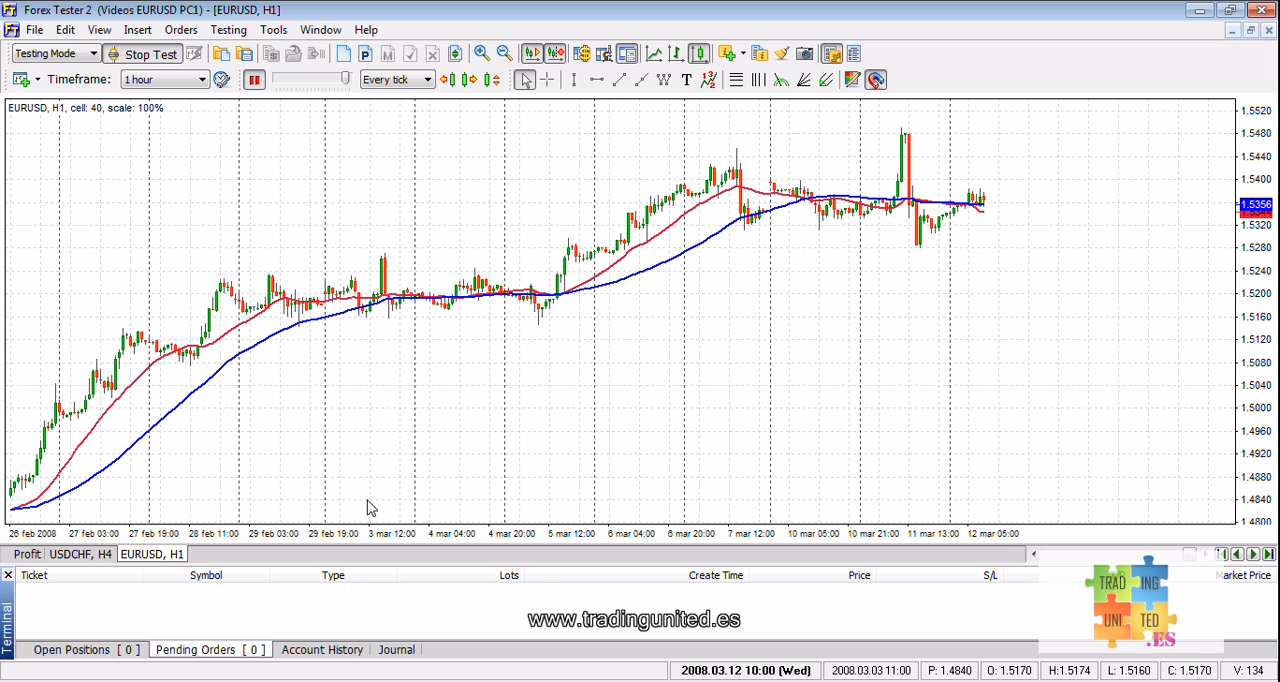 Forex Tester 2 (Videos EURUSD PC1) - [EURUSD, H1]
File Edit View Insert Orders Testing Tools Window Help
Testing Mode Stop Test
Timeframe: 1 hour Every tick T
EURUSD, H1, cell: 40, scale: 100%
1.5520
1.5480
1.5440
1.5400
1.5356
1.5320
1.5280
1.5240
1.5200
1.5160
1.5120
1.5080
1.5040
1.5000
1.4960
1.4920
1.4880
1.4840
1.4800
26 feb 2008 27 feb 03:00 27 feb 19:00 28 feb 11:00 29 feb 03:00 29 feb 19:00 3 mar 12:00 4 mar 04:00 4 mar 20:00 5 mar 12:00 6 mar 04:00 6 mar 20:00 7 mar 12:00 10 mar 05:00 10 mar 21:00 11 mar 13:00 12 mar 05:00
Profit USDCHF, H4 EURUSD, H1
Ticket Symbol Type Lots Create Time Price S/L Market Price
TRAD ING
UNI TED
.ES
www.tradingunited.es
Terminal
Open Positions [ 0 ] Pending Orders [ 0 ] Account History Journal
2008.03.12 10:00 (Wed) 2008.03.03 11:00 P: 1.4840 O: 1.5170 H:1.5174 L: 1.5160 C: 1.5170 V: 134